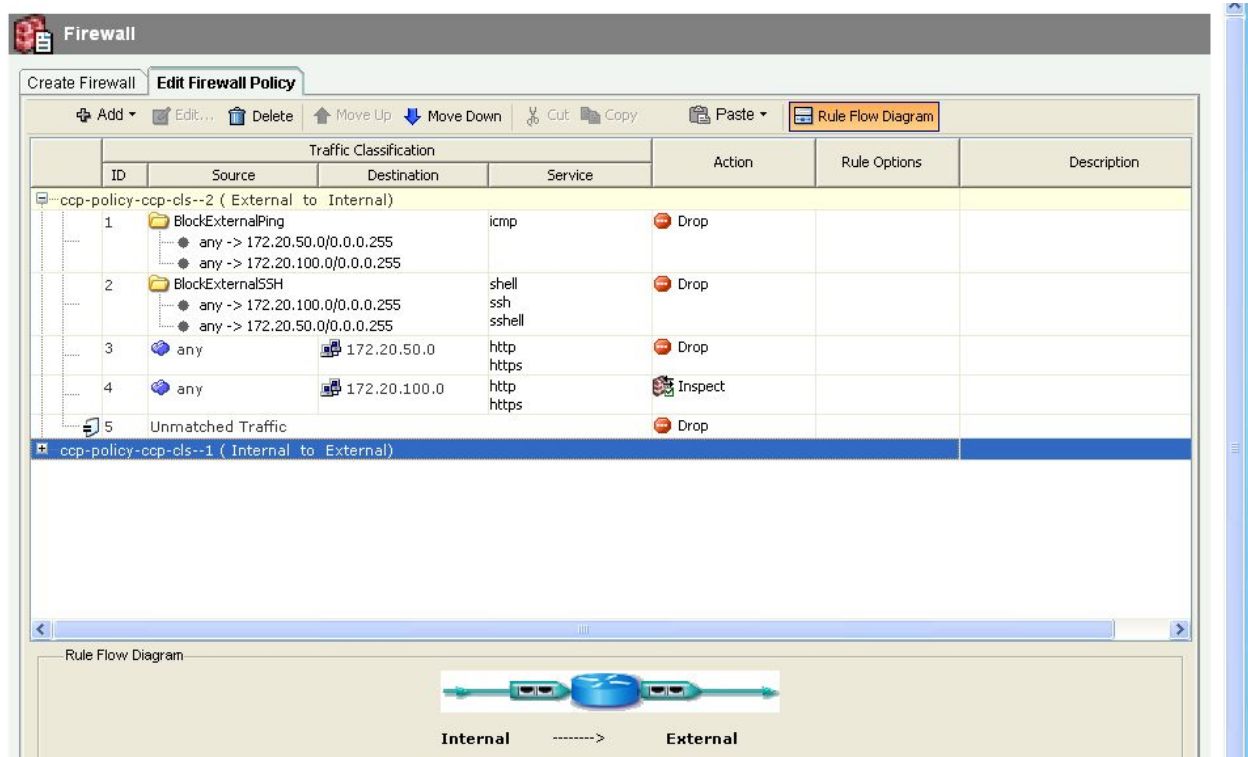 Firewall
Create Firewall Edit Firewall Policy
Add Edit... Delete Move Up Move Down Cut Copy Paste Rule Flow Diagram
Traffic Classification Action Rule Options Description
ID Source Destination Service
ccp-policy-ccp-cls--2 ( External to Internal)
1 BlockExternalPing icmp Drop
any -> 172.20.50.0/0.0.0.255
any -> 172.20.100.0/0.0.0.255
2 BlockExternalSSH shell Drop
any -> 172.20.100.0/0.0.0.255 ssh
any -> 172.20.50.0/0.0.0.255 sshell
3 any 172.20.50.0 http Drop
https
4 any 172.20.100.0 http Inspect
https
5 Unmatched Traffic Drop
ccp-policy-ccp-cls--1 ( Internal to External)
Rule Flow Diagram
Internal --------> External